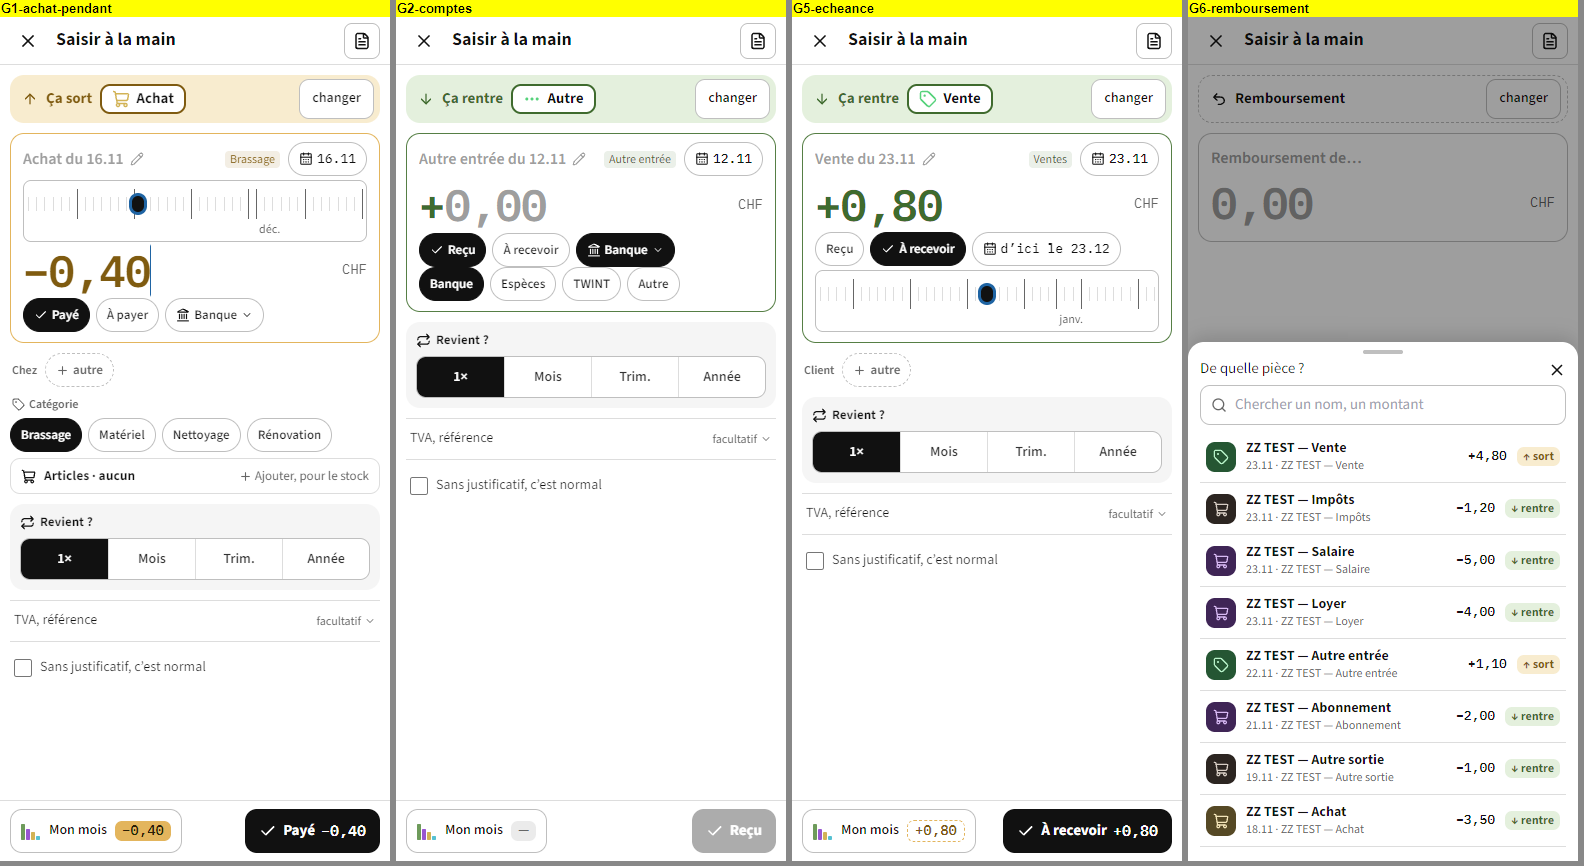 G1-achat-pendant
Saisir à la main
Ça sort Achat changer
Achat du 16.11 Brassage 16.11
déc.
−0,40 CHF
Payé À payer Banque
Chez + autre
Catégorie
Brassage Matériel Nettoyage Rénovation
Articles · aucun + Ajouter, pour le stock
Revient ?
1× Mois Trim. Année
TVA, référence facultatif
Sans justificatif, c’est normal
Mon mois −0,40 Payé −0,40
G2-comptes
Saisir à la main
Ça rentre Autre changer
Autre entrée du 12.11 Autre entrée 12.11
+0,00 CHF
Reçu À recevoir Banque
Banque Espèces TWINT Autre
Revient ?
1× Mois Trim. Année
TVA, référence facultatif
Sans justificatif, c’est normal
Mon mois — Reçu
G5-echeance
Saisir à la main
Ça rentre Vente changer
Vente du 23.11 Ventes 23.11
+0,80 CHF
Reçu À recevoir d’ici le 23.12
janv.
Client + autre
Revient ?
1× Mois Trim. Année
TVA, référence facultatif
Sans justificatif, c’est normal
Mon mois +0,80 À recevoir +0,80
G6-remboursement
Saisir à la main
Remboursement changer
Remboursement de…
0,00 CHF
De quelle pièce ?
Chercher un nom, un montant
ZZ TEST — Vente +4,80 ↑ sort
23.11 · ZZ TEST — Vente
ZZ TEST — Impôts −1,20 ↓ rentre
23.11 · ZZ TEST — Impôts
ZZ TEST — Salaire −5,00 ↓ rentre
23.11 · ZZ TEST — Salaire
ZZ TEST — Loyer −4,00 ↓ rentre
23.11 · ZZ TEST — Loyer
ZZ TEST — Autre entrée +1,10 ↑ sort
22.11 · ZZ TEST — Autre entrée
ZZ TEST — Abonnement −2,00 ↓ rentre
21.11 · ZZ TEST — Abonnement
ZZ TEST — Autre sortie −1,00 ↓ rentre
19.11 · ZZ TEST — Autre sortie
ZZ TEST — Achat −3,50 ↓ rentre
18.11 · ZZ TEST — Achat